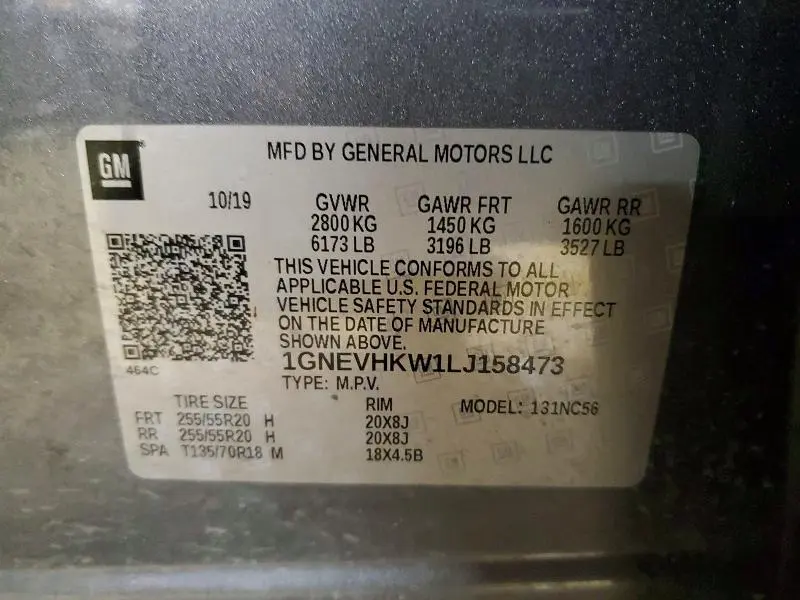 GM
MFD BY GENERAL MOTORS LLC
10/19 GVWR GAWR FRT GAWR RR
2800 KG 1450 KG 1600 KG
6173 LB 3196 LB 3527 LB
THIS VEHICLE CONFORMS TO ALL
APPLICABLE U.S. FEDERAL MOTOR
VEHICLE SAFETY STANDARDS IN EFFECT
ON THE DATE OF MANUFACTURE
SHOWN ABOVE.
464C
1GNEVHKW1LJ158473
TYPE: M.P.V.
TIRE SIZE RIM MODEL: 131NC56
FRT 255/55R20 H 20X8J
RR 255/55R20 H 20X8J
SPA T135/70R18 M 18X4.5B